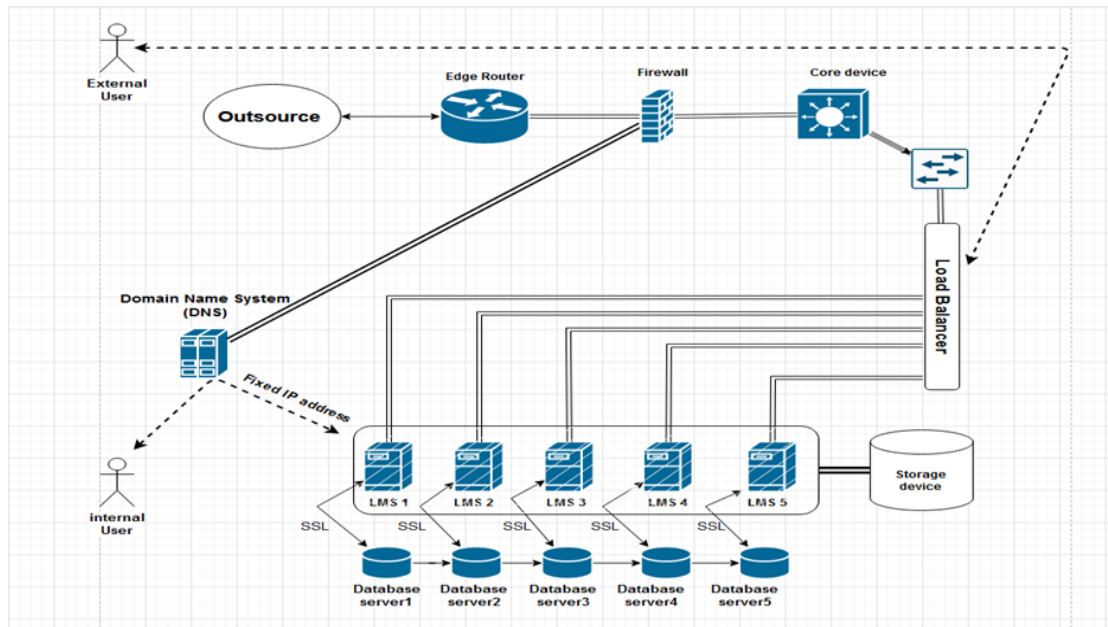 External
User
Outsource
Edge Router
Firewall
Core device
Load Balancer
Domain Name System
(DNS)
Fixed IP address
internal
User
LMS 1
LMS 2
LMS 3
LMS 4
LMS 5
Storage
device
SSL
SSL
SSL
SSL
SSL
Database
server1
Database
server2
Database
server3
Database
server4
Database
server5